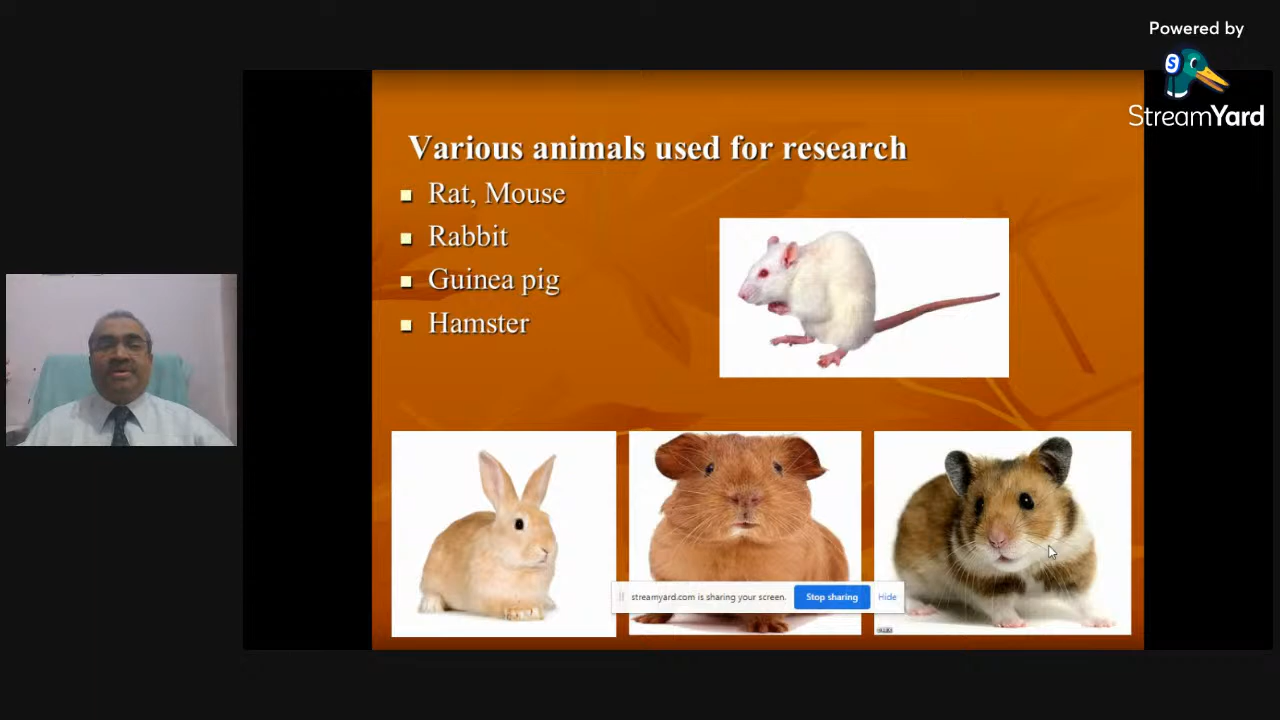 Powered by
StreamYard
Various animals used for research
Rat, Mouse
Rabbit
Guinea pig
Hamster
streamyard.com is sharing your screen. Stop sharing Hide